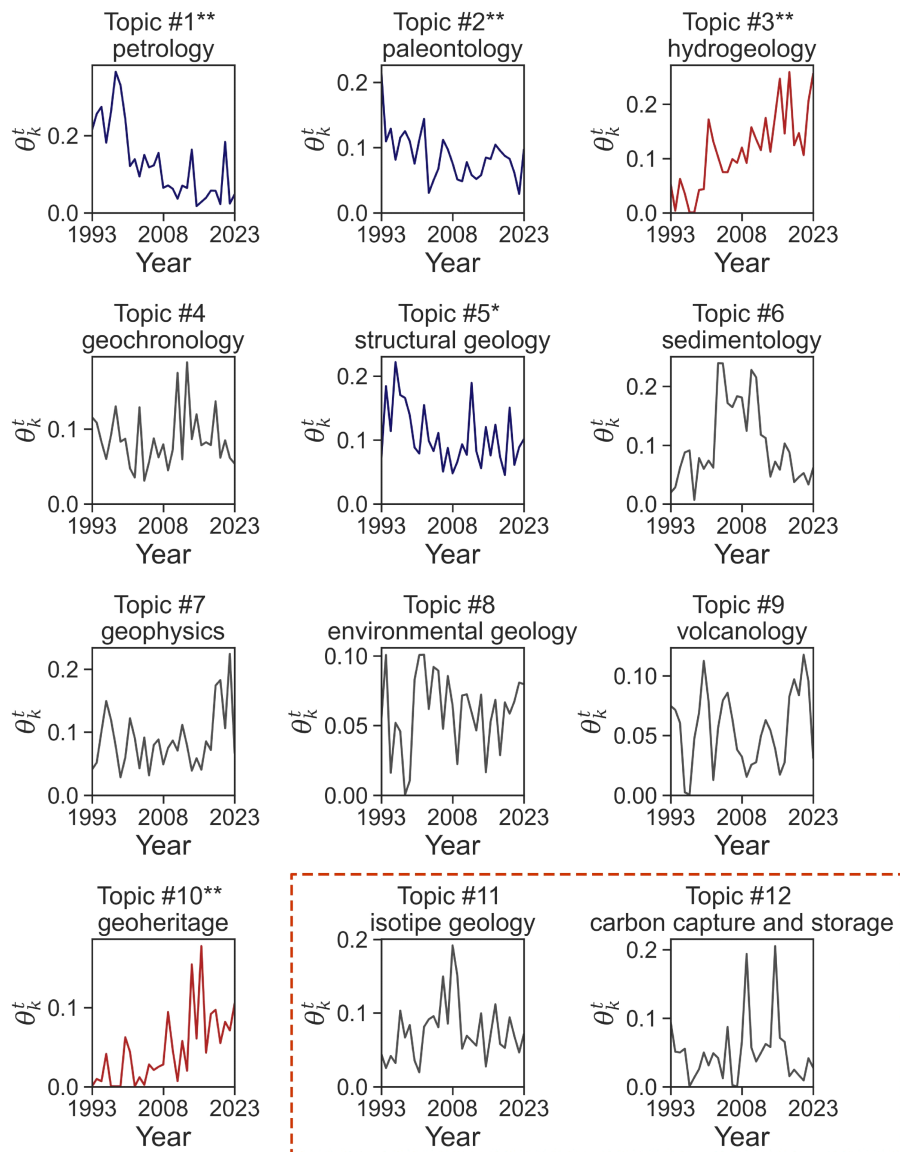 Topic #1** Topic #2** Topic #3**
petrology paleontology hydrogeology
0.2 0.2 0.2
θ_k^t θ_k^t θ_k^t
0.1 0.1
0.0 0.0 0.0
1993 2008 2023 1993 2008 2023 1993 2008 2023
Year Year Year
Topic #4 Topic #5* Topic #6
geochronology structural geology sedimentology
0.2 0.2
θ_k^t θ_k^t θ_k^t
0.1 0.1 0.1
0.0 0.0 0.0
1993 2008 2023 1993 2008 2023 1993 2008 2023
Year Year Year
Topic #7 Topic #8 Topic #9
geophysics environmental geology volcanology
0.2 0.10 0.10
θ_k^t θ_k^t θ_k^t
0.1 0.05 0.05
0.0 0.00 0.00
1993 2008 2023 1993 2008 2023 1993 2008 2023
Year Year Year
Topic #10** Topic #11 Topic #12
geoheritage isotipe geology carbon capture and storage
0.2 0.2
θ_k^t θ_k^t θ_k^t
0.1 0.1 0.1
0.0 0.0 0.0
1993 2008 2023 1993 2008 2023 1993 2008 2023
Year Year Year